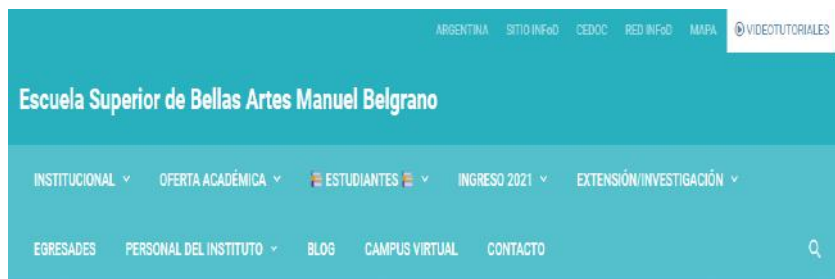 ARGENTINA SITIO INFoD CEDOC RED INFoD MAPA VIDEOTUTORIALES
Escuela Superior de Bellas Artes Manuel Belgrano
INSTITUCIONAL OFERTA ACADÉMICA ESTUDIANTES INGRESO 2021 EXTENSIÓN/INVESTIGACIÓN
EGRESADES PERSONAL DEL INSTITUTO BLOG CAMPUS VIRTUAL CONTACTO